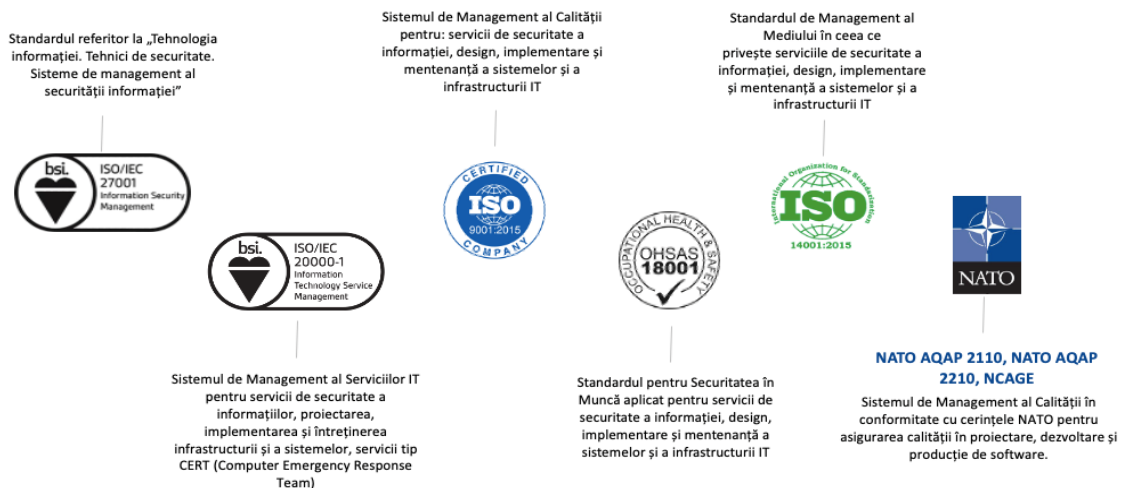 Standardul referitor la „Tehnologia
informației. Tehnici de securitate.
Sisteme de management al
securității informației”
bsi.
ISO/IEC
27001
Information Security
Management
bsi.
ISO/IEC
20000-1
Information
Technology Service
Management
Sistemul de Management al Serviciilor IT
pentru servicii de securitate a
informațiilor, proiectarea,
implementarea și întreținerea
infrastructurii și a sistemelor, servicii tip
CERT (Computer Emergency Response
Team)
Sistemul de Management al Calității
pentru: servicii de securitate a
informației, design, implementare și
mentenanță a sistemelor și a
infrastructurii IT
CERTIFIED
ISO
9001:2015
COMPANY
OCCUPATIONAL HEALTH & SAFETY
OHSAS
18001
Standardul pentru Securitatea în
Muncă aplicat pentru servicii de
securitate a informației, design,
implementare și mentenanță a
sistemelor și a infrastructurii IT
Standardul de Management al
Mediului în ceea ce
privește serviciile de securitate a
informației, design, implementare
și mentenanță a sistemelor și a
infrastructurii IT
International Organization for Standardization
ISO
14001:2015
NATO
NATO AQAP 2110, NATO AQAP
2210, NCAGE
Sistemul de Management al Calității în
conformitate cu cerințele NATO pentru
asigurarea calității în proiectare, dezvoltare și
producție de software.